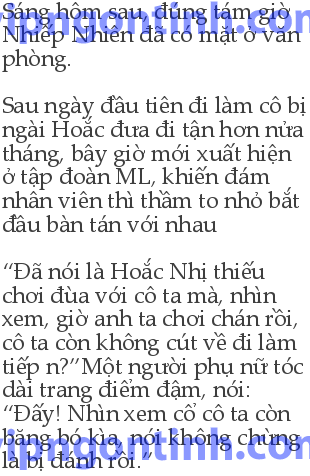 Sáng hôm sau, đúng tám giờ
Nhiếp Nhiên đã có mặt ở văn
phòng.
Sau ngày đầu tiên đi làm cô bị
ngài Hoắc đưa đi tận hơn nửa
tháng, bây giờ mới xuất hiện
ở tập đoàn ML, khiến đám
nhân viên thì thầm to nhỏ bắt
đầu bàn tán với nhau
“Đã nói là Hoắc Nhị thiếu
chơi đùa với cô ta mà, nhìn
xem, giờ anh ta chơi chán rồi,
cô ta còn không cút về đi làm
tiếp n?”Một người phụ nữ tóc
dài trang điểm đậm, nói:
“Đấy! Nhìn xem cổ cô ta còn
băng bó kìa, nói không chừng
là bị đánh rồi.”
vipngontinh.com
vipngontinh.com